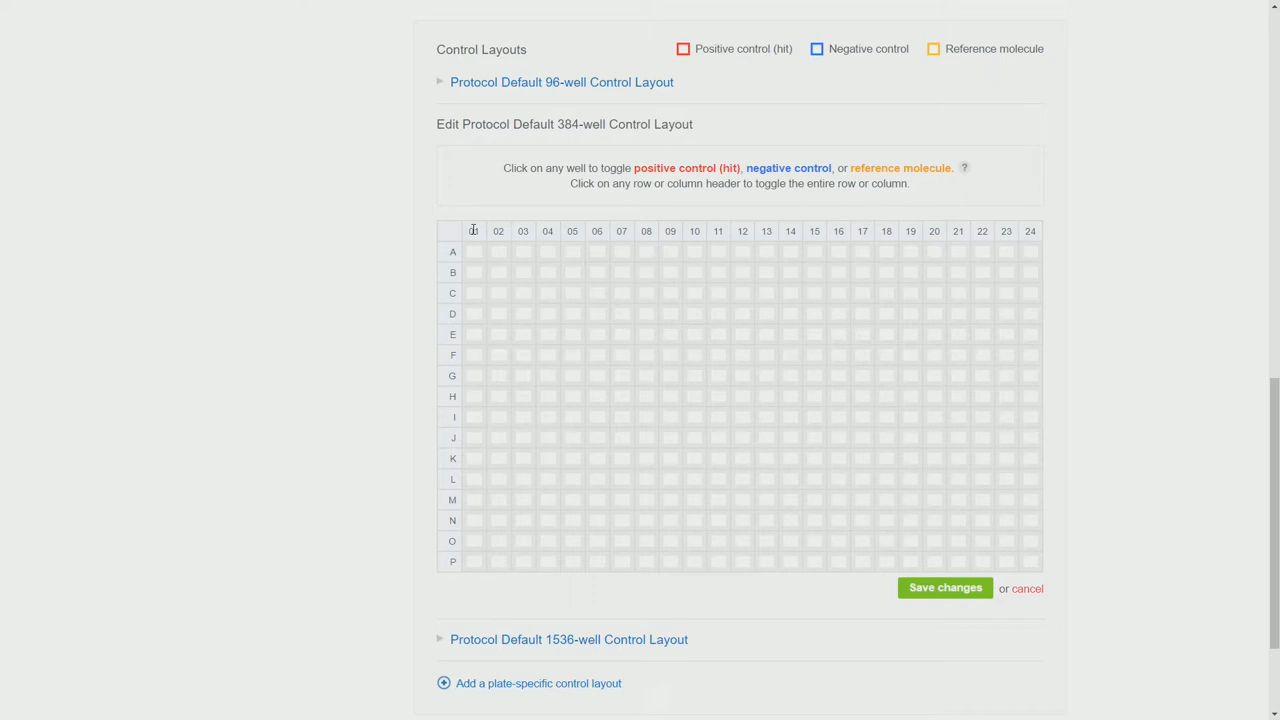 Control Layouts
Positive control (hit) Negative control Reference molecule
Protocol Default 96-well Control Layout
Edit Protocol Default 384-well Control Layout
Click on any well to toggle positive control (hit), negative control, or reference molecule. ?
Click on any row or column header to toggle the entire row or column.
01 02 03 04 05 06 07 08 09 10 11 12 13 14 15 16 17 18 19 20 21 22 23 24
A
B
C
D
E
F
G
H
I
J
K
L
M
N
O
P
Save changes or cancel
Protocol Default 1536-well Control Layout
Add a plate-specific control layout